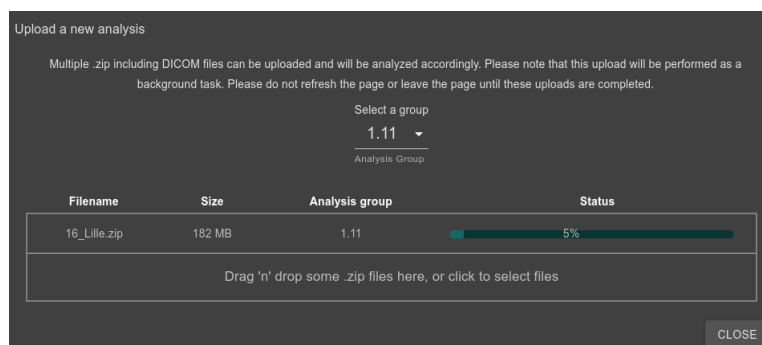 Upload a new analysis
Multiple .zip including DICOM files can be uploaded and will be analyzed accordingly. Please note that this upload will be performed as a
background task. Please do not refresh the page or leave the page until these uploads are completed.
Select a group
1.11
Analysis Group
Filename Size Analysis group Status
16_Lille.zip 182 MB 1.11 5%
Drag 'n' drop some .zip files here, or click to select files
CLOSE